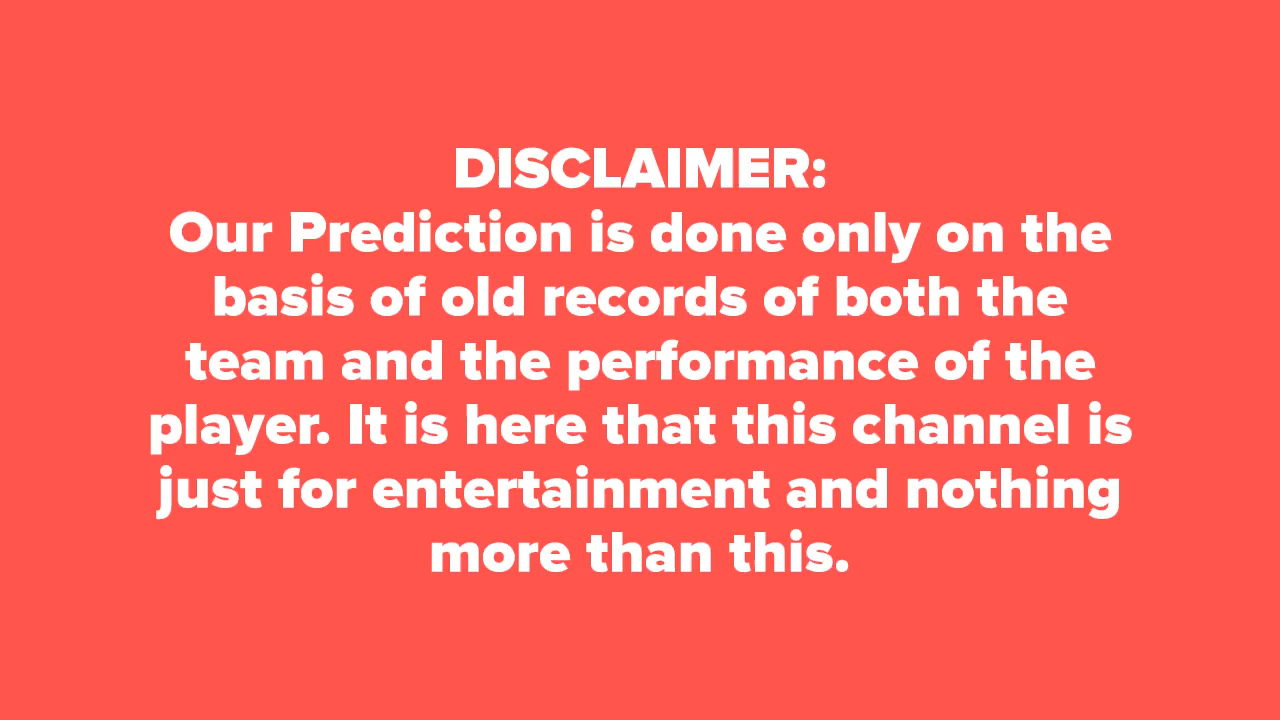 DISCLAIMER:
Our Prediction is done only on the
basis of old records of both the
team and the performance of the
player. It is here that this channel is
just for entertainment and nothing
more than this.